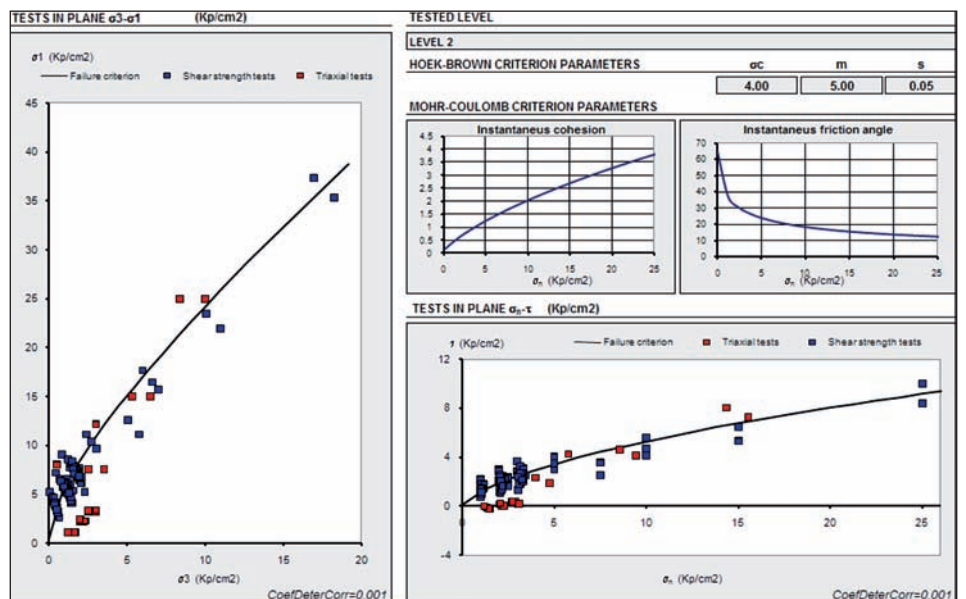 TESTS IN PLANE σ3-σ1 (Kp/cm2)
σ1 (Kp/cm2)
Failure criterion Shear strength tests Triaxial tests
45
40
35
30
25
20
15
10
5
0
0 5 10 15 20
σ3 (Kp/cm2)
CoefDeterCorr=0.001
TESTED LEVEL
LEVEL 2
HOEK-BROWN CRITERION PARAMETERS σc m s
4.00 5.00 0.05
MOHR-COULOMB CRITERION PARAMETERS
Instantaneus cohesion
4.5
4
3.5
3
2.5
2
1.5
1
0.5
0
0 5 10 15 20 25
σn (Kp/cm2)
Instantaneus friction angle
70
60
50
40
30
20
10
0
0 5 10 15 20 25
σn (Kp/cm2)
TESTS IN PLANE σn-τ (Kp/cm2)
τ (Kp/cm2)
Failure criterion Triaxial tests Shear strength tests
12
8
4
0
-4
0 5 10 15 20 25
σn (Kp/cm2)
CoefDeterCorr=0.001